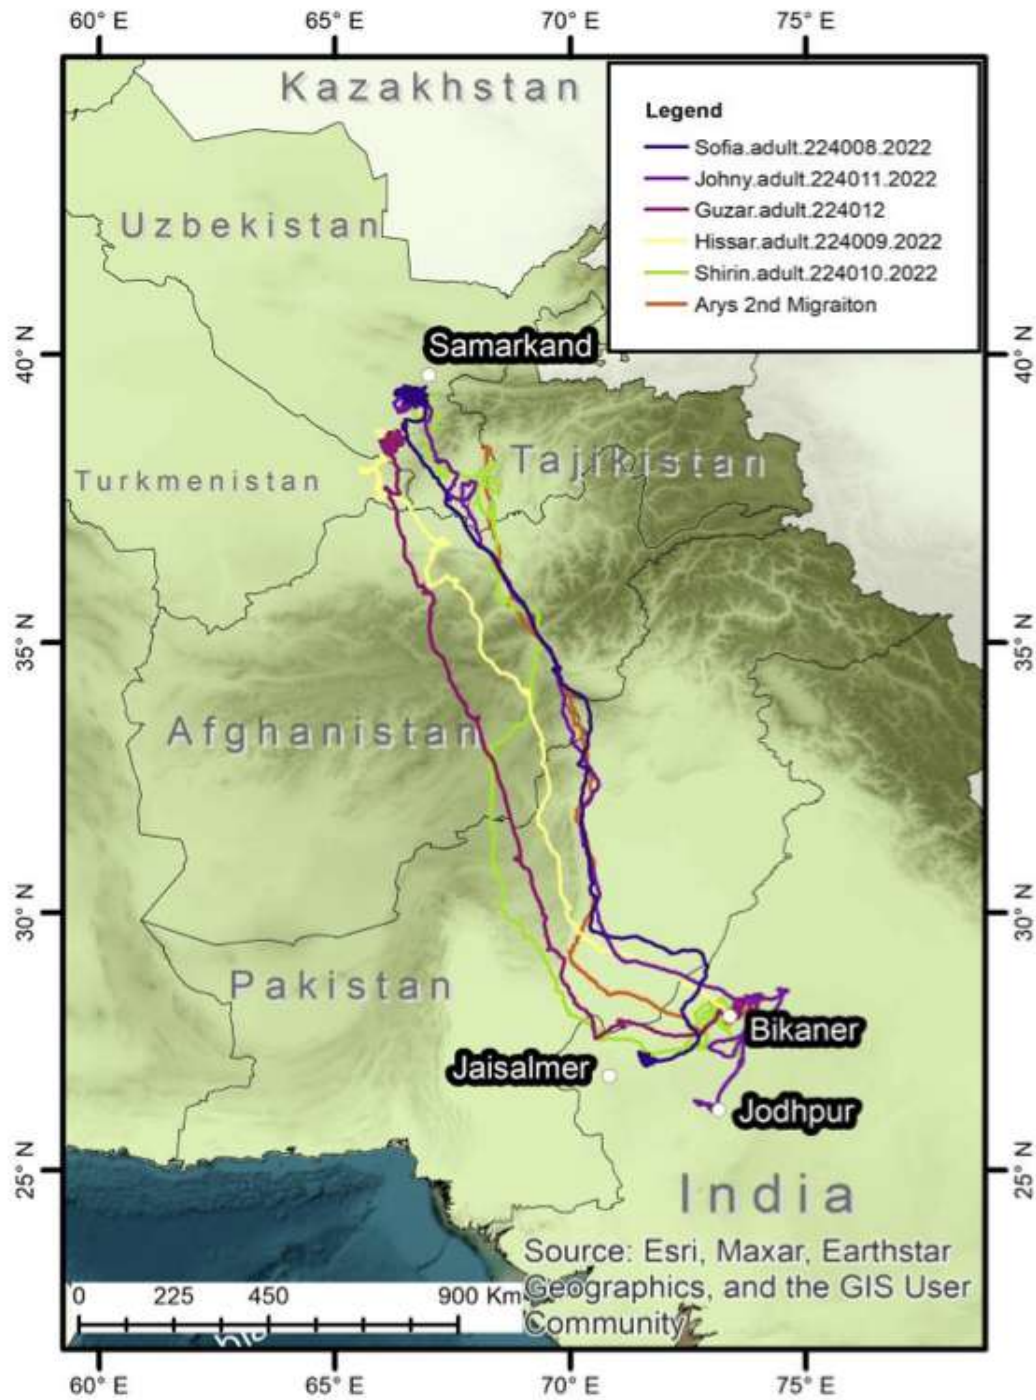 60° E 65° E 70° E 75° E
Kazakhstan
Legend
Sofia.adult.224008.2022
Johny.adult.224011.2022
Guzar.adult.224012
Hissar.adult.224009.2022
Shirin.adult.224010.2022
Arys 2nd Migraiton
Uzbekistan
40° N 40° N
Samarkand
Tajikistan
Turkmenistan
35° N 35° N
Afghanistan
30° N 30° N
Pakistan
Bikaner
Jaisalmer
Jodhpur
25° N 25° N
India
Source: Esri, Maxar, Earthstar
Geographics, and the GIS User
Community
0 225 450 900 Km
60° E 65° E 70° E 75° E